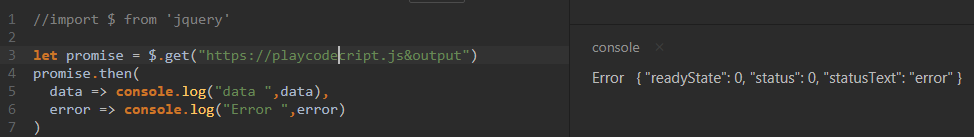 1 //import $ from 'jquery'
2
3 let promise = $.get("https://playcodecript.js&output")
4 promise.then(
5   data => console.log("data ",data),
6   error => console.log("Error ",error)
7 )
console ×
Error { "readyState": 0, "status": 0, "statusText": "error" }